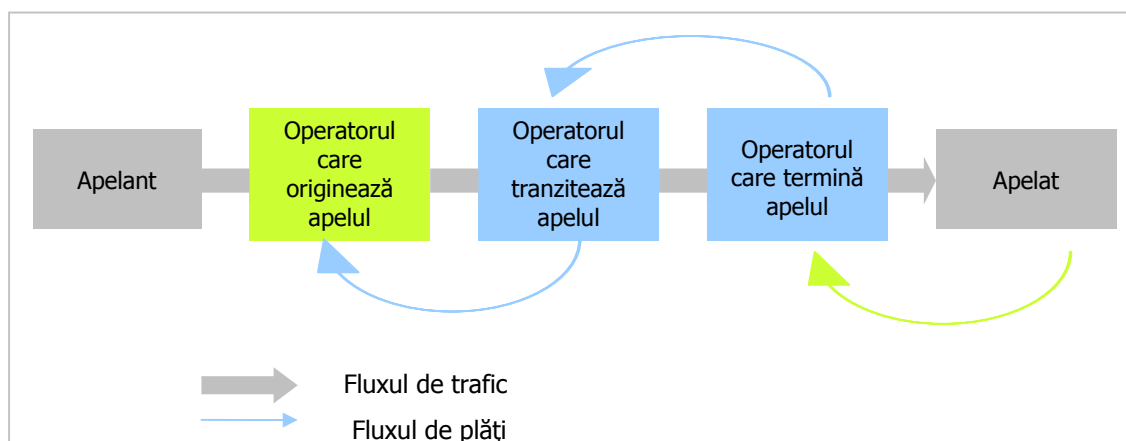 Apelant
Operatorul
care
originează
apelul
Operatorul
care
tranzitează
apelul
Operatorul
care termină
apelul
Apelat
Fluxul de trafic
Fluxul de plăți